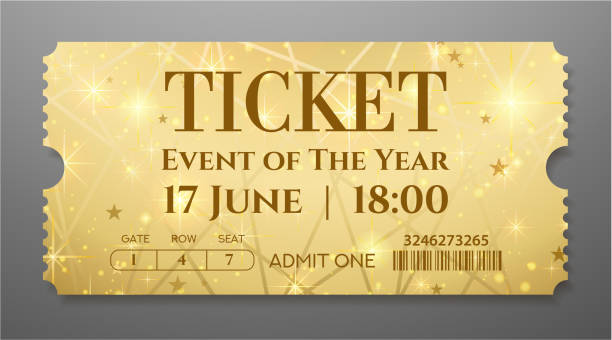 TICKET
EVENT OF THE YEAR
17 JUNE | 18:00
GATE ROW SEAT
1 4 7
ADMIT ONE
3246273265